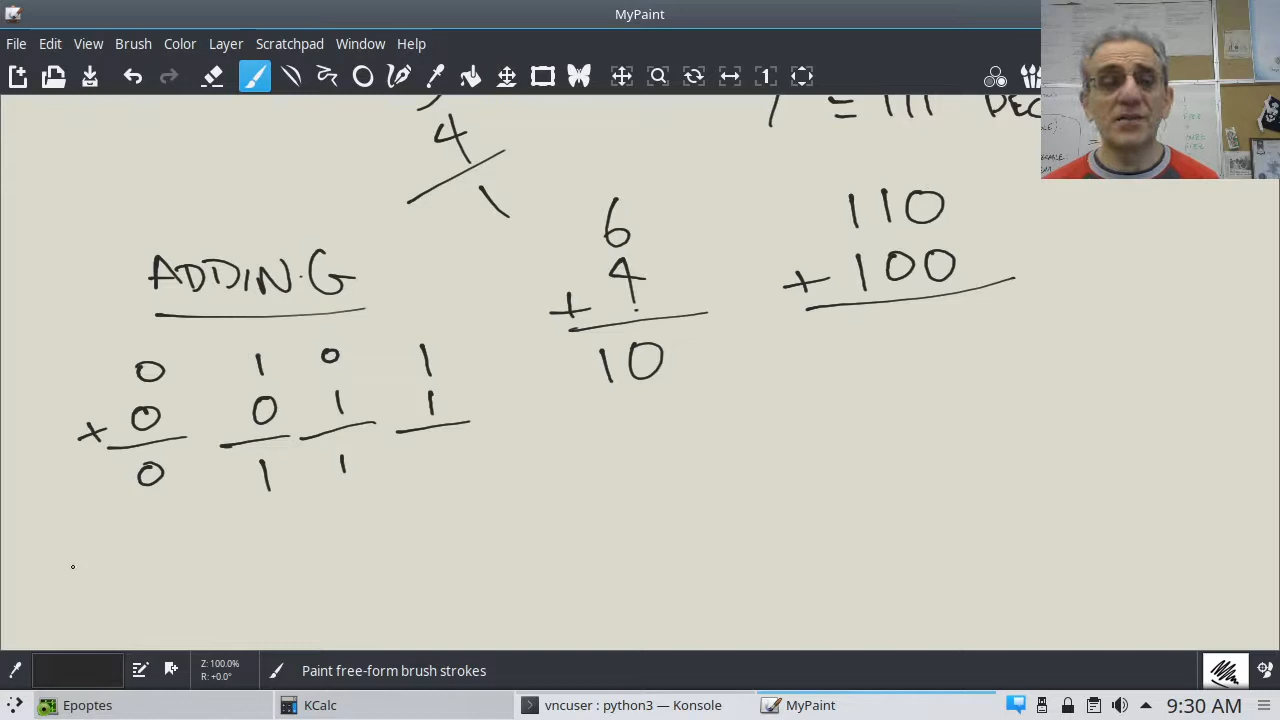 MyPaint
File Edit View Brush Color Layer Scratchpad Window Help
4
= 111 DEC
1
ADDING
6
4
+
10
110
+ 100
0 1 0 1
+ 0 0 1 1
0 1 1
Z: 100.0%
R: +0.0°
Paint free-form brush strokes
Epoptes
KCalc
vncuser : python3 — Konsole
MyPaint
9:30 AM